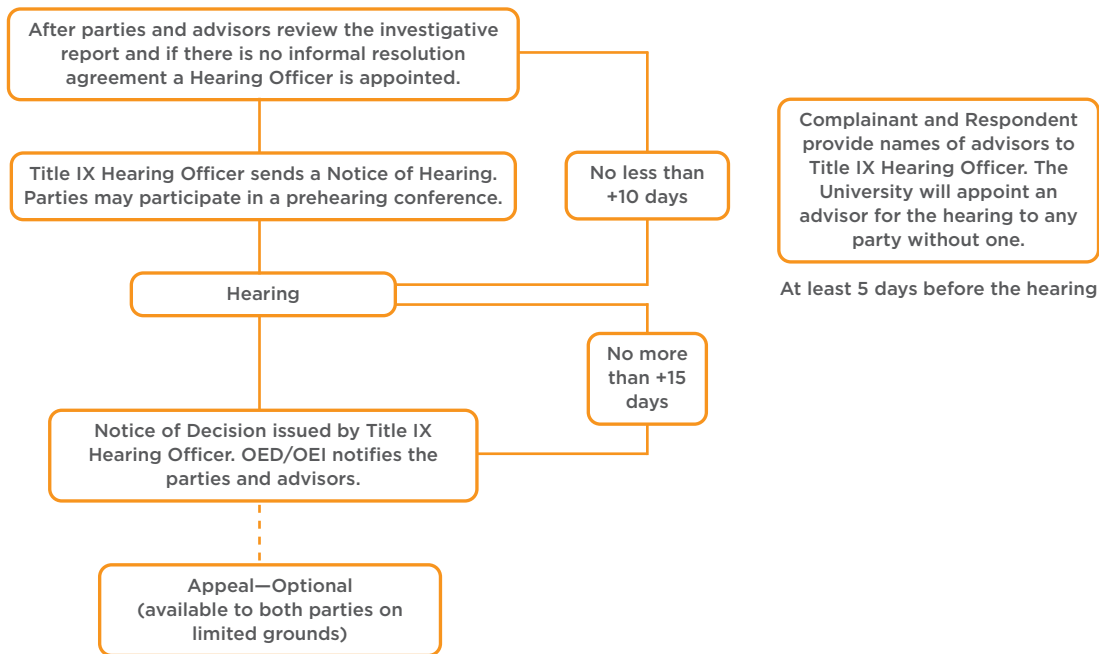 After parties and advisors review the investigative
report and if there is no informal resolution
agreement a Hearing Officer is appointed.
Title IX Hearing Officer sends a Notice of Hearing.
Parties may participate in a prehearing conference.
No less than
+10 days
Complainant and Respondent
provide names of advisors to
Title IX Hearing Officer. The
University will appoint an
advisor for the hearing to any
party without one.
At least 5 days before the hearing
Hearing
No more
than +15
days
Notice of Decision issued by Title IX
Hearing Officer. OED/OEI notifies the
parties and advisors.
Appeal—Optional
(available to both parties on
limited grounds)